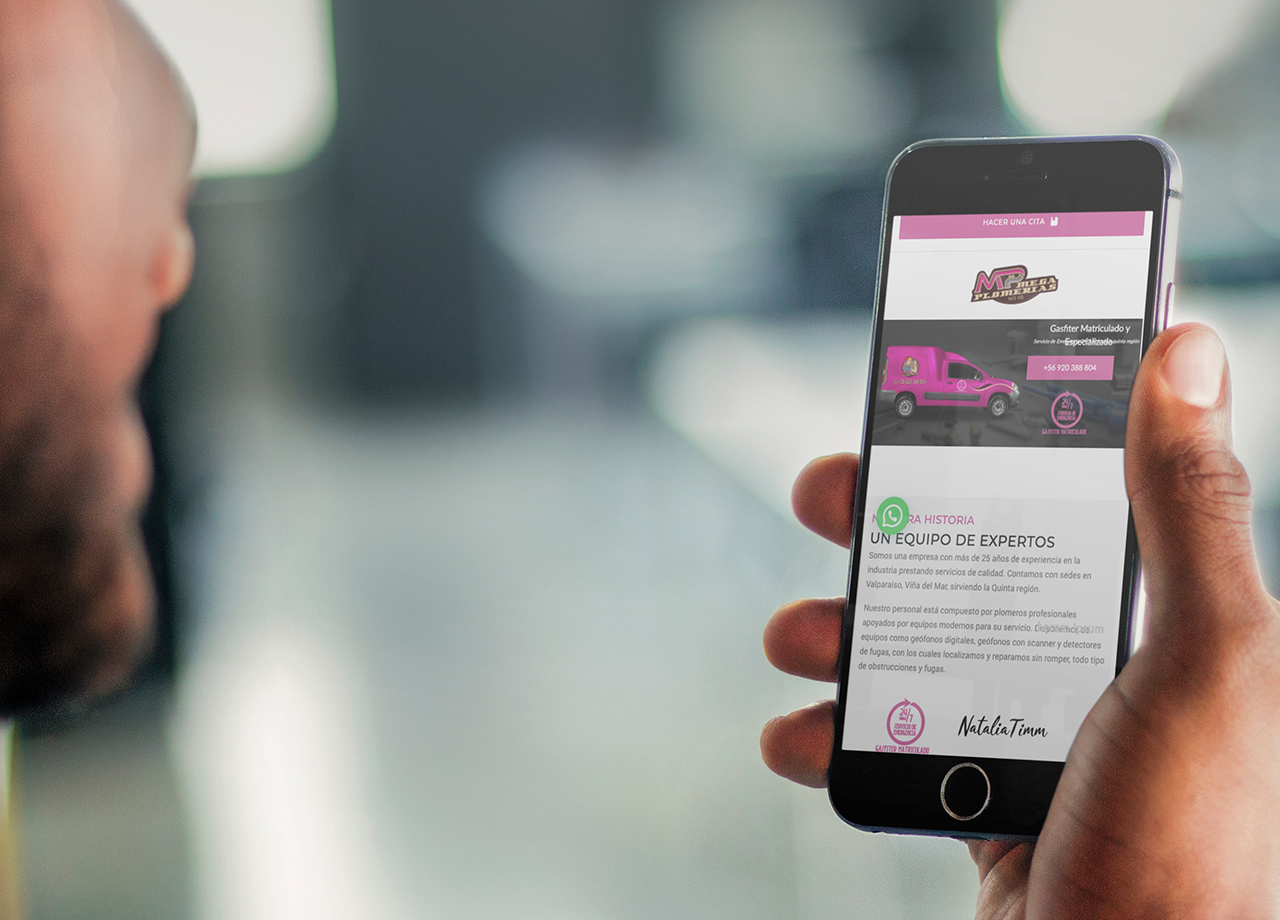 HACER UNA CITA
MP
MEGA
PLOMERIAS
Gasfiter Matriculado y
Especializado
Servicio de quinta región
+56 920 388 804
24/7
SERVICIO DE
EMERGENCIA
GASFITER MATRICULADO
RA HISTORIA
UN EQUIPO DE EXPERTOS
Somos una empresa con más de 25 años de experiencia en la
industria prestando servicios de calidad. Contamos con sedes en
Valparaíso, Viña del Mar, sirviendo la Quinta región.
Nuestro personal está compuesto por plomeros profesionales
apoyados por equipos modernos para su servicio. Disponemos de
equipos como geófonos digitales, geófonos con scanner y detectores
de fugas, con los cuales localizamos y reparamos sin romper, todo tipo
de obstrucciones y fugas.
24/7
SERVICIO DE
EMERGENCIA
GASFITER MATRICULADO
NataliaTimm